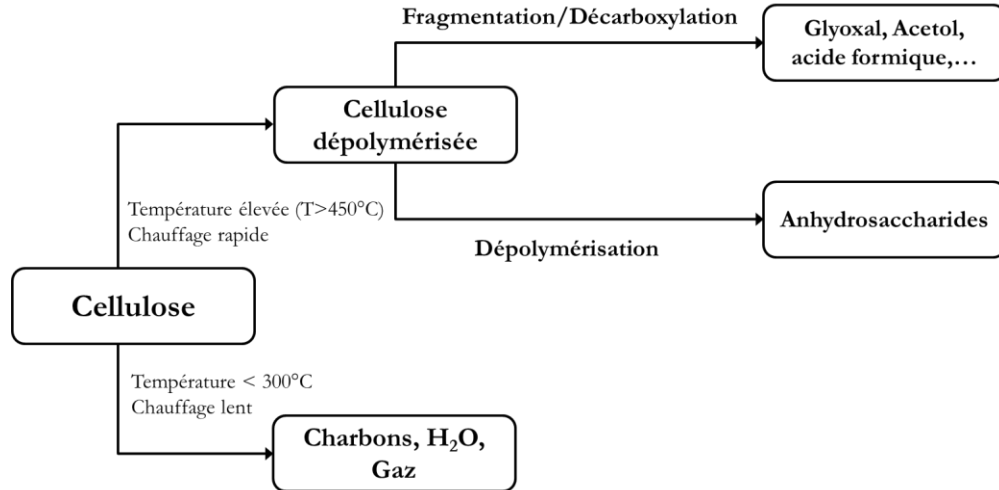 Fragmentation/Décarboxylation
Glyoxal, Acetol,
acide formique,…
Cellulose
dépolymérisée
Température élevée (T>450°C)
Chauffage rapide
Anhydrosaccharides
Dépolymérisation
Cellulose
Température < 300°C
Chauffage lent
Charbons, H₂O,
Gaz